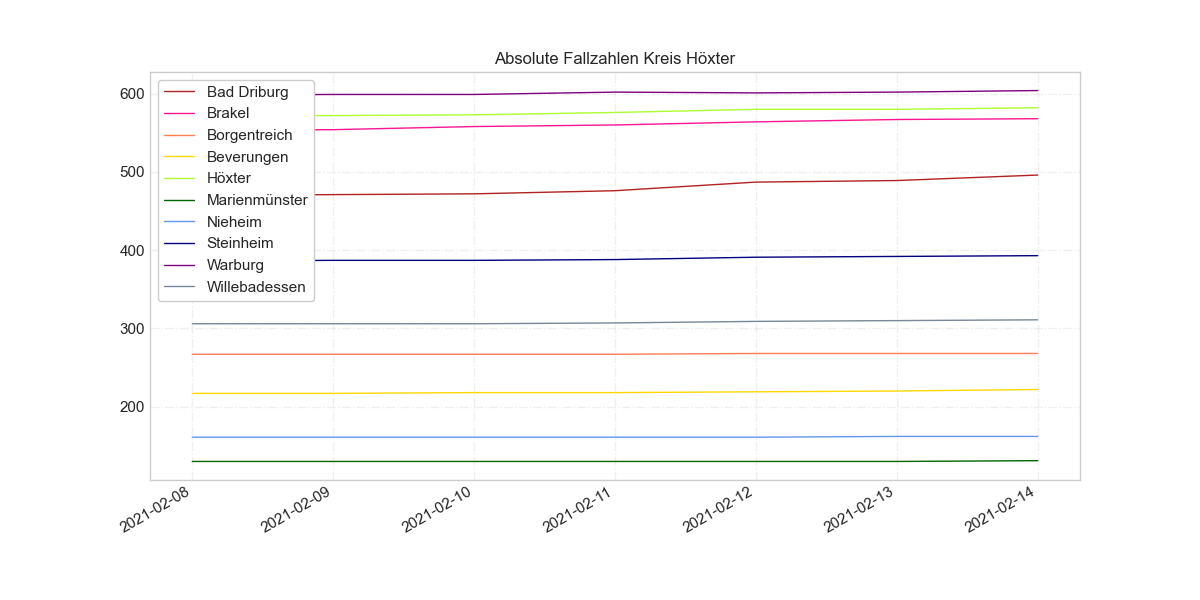 Absolute Fallzahlen Kreis Höxter
600
500
400
300
200
Bad Driburg
Brakel
Borgentreich
Beverungen
Höxter
Marienmünster
Nieheim
Steinheim
Warburg
Willebadessen
2021-02-08
2021-02-09
2021-02-10
2021-02-11
2021-02-12
2021-02-13
2021-02-14